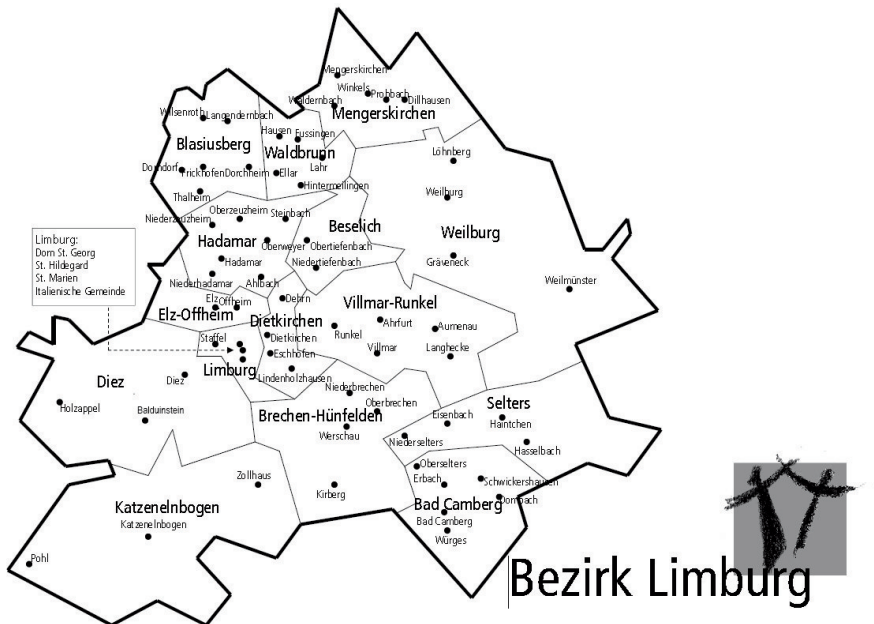 Mengerskirchen
Winkels
Probbach
Dillhausen
Waldernbach
Mengerskirchen
Wilsenroth
Langendernbach
Hausen
Fussingen
Blasiusberg
Waldbrunn
Löhnberg
Lahr
Dorndorf
Frickhofen
Dorchheim
Ellar
Hintermeilingen
Thalheim
Weilburg
Oberzeuzheim
Steinbach
Niederzeuzheim
Beselich
Weilburg
Hadamar
Oberweyer
Obertiefenbach
Limburg:
Dom St. Georg
St. Hildegard
St. Marien
Italienische Gemeinde
Hadamar
Niedertiefenbach
Gräveneck
Niederhadamar
Ahlbach
Weilmünster
Elz
Offheim
Dehrn
Villmar-Runkel
Elz-Offheim
Dietkirchen
Ahrfurt
Aumenau
Runkel
Staffel
Dietkirchen
Eschhofen
Villmar
Langhecke
Limburg
Lindenholzhausen
Diez
Diez
Niederbrechen
Holzappel
Balduinstein
Oberbrechen
Selters
Brechen-Hünfelden
Eisenbach
Haintchen
Werschau
Niederselters
Hasselbach
Oberselters
Zollhaus
Erbach
Schwickershausen
Kirberg
Dombach
Katzenelnbogen
Bad Camberg
Katzenelnbogen
Bad Camberg
Würges
Pohl
Bezirk Limburg